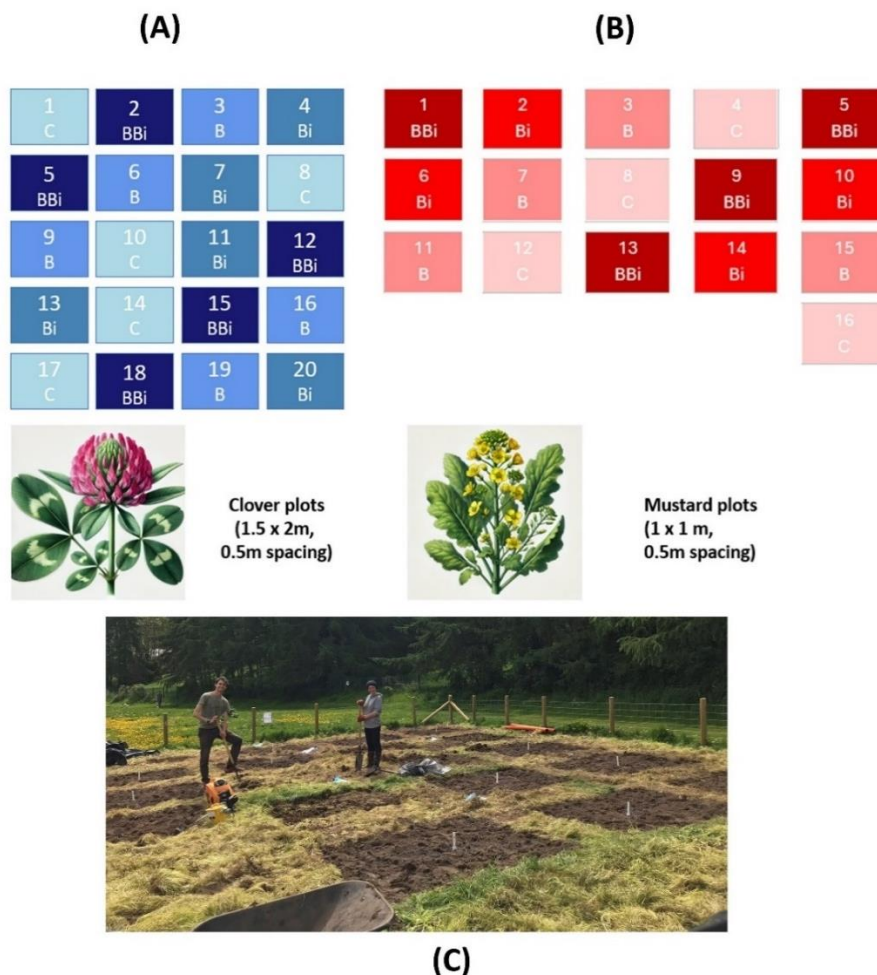 (A)
(B)
1
C
2
BBi
3
B
4
Bi
5
BBi
6
B
7
Bi
8
C
9
B
10
C
11
Bi
12
BBi
13
Bi
14
C
15
BBi
16
B
17
C
18
BBi
19
B
20
Bi
1
BBi
2
Bi
3
B
4
C
5
BBi
6
Bi
7
B
8
C
9
BBi
10
Bi
11
B
12
C
13
BBi
14
Bi
15
B
16
C
Clover plots
(1.5 x 2m,
0.5m spacing)
Mustard plots
(1 x 1 m,
0.5m spacing)
(C)